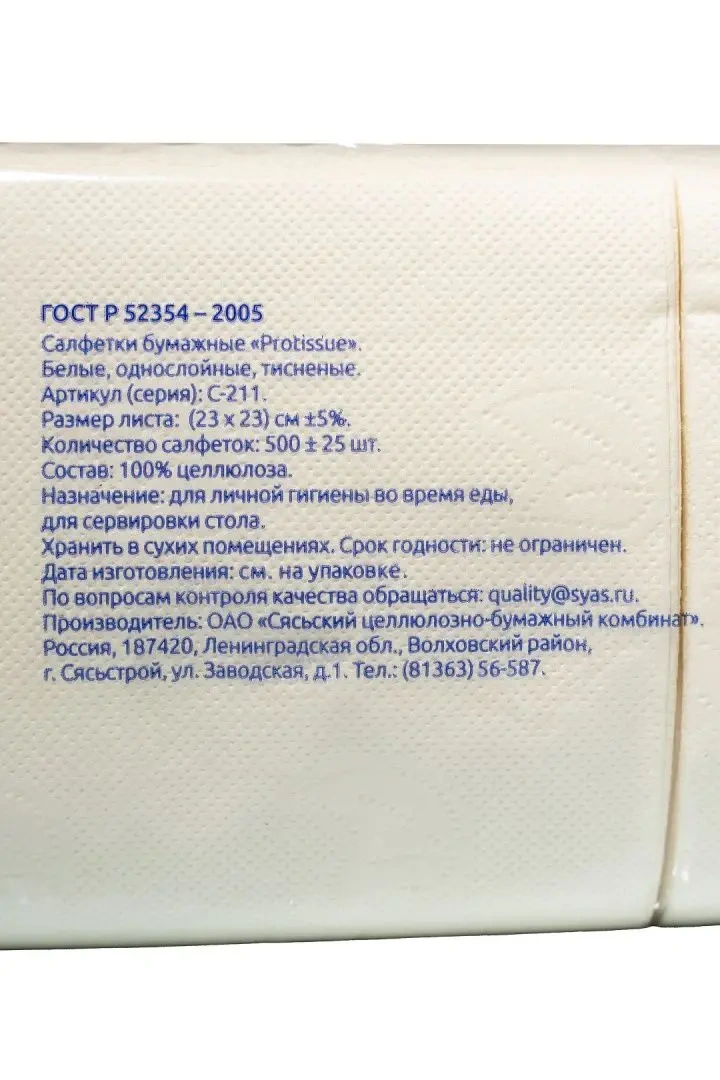 ГОСТ Р 52354 – 2005
Салфетки бумажные «Protissue».
Белые, однослойные, тисненые.
Артикул (серия): С-211.
Размер листа: (23 х 23) см ±5%.
Количество салфеток: 500 ± 25 шт.
Состав: 100% целлюлоза.
Назначение: для личной гигиены во время еды,
для сервировки стола.
Хранить в сухих помещениях. Срок годности: не ограничен.
Дата изготовления: см. на упаковке.
По вопросам контроля качества обращаться: quality@syas.ru.
Производитель: ОАО «Сясьский целлюлозно-бумажный комбинат».
Россия, 187420, Ленинградская обл., Волховский район,
г. Сясьстрой, ул. Заводская, д.1. Тел.: (81363) 56-587.